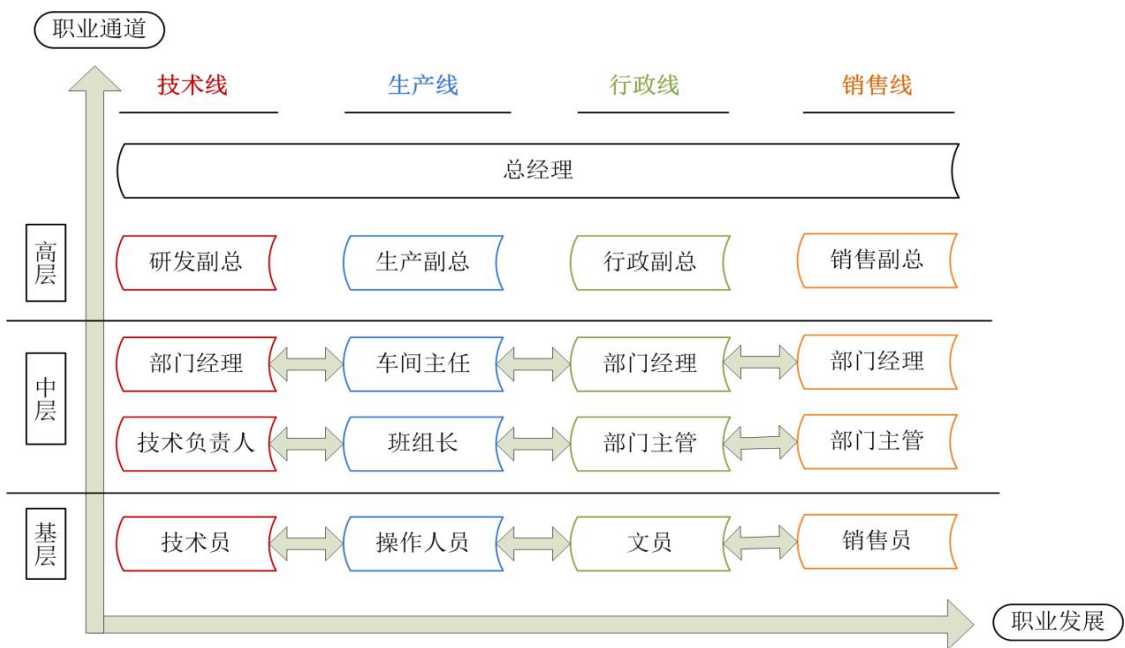 职业通道
技术线 生产线 行政线 销售线
总经理
高层
研发副总 生产副总 行政副总 销售副总
中层
部门经理 车间主任 部门经理 部门经理
技术负责人 班组长 部门主管 部门主管
基层
技术员 操作人员 文员 销售员
职业发展